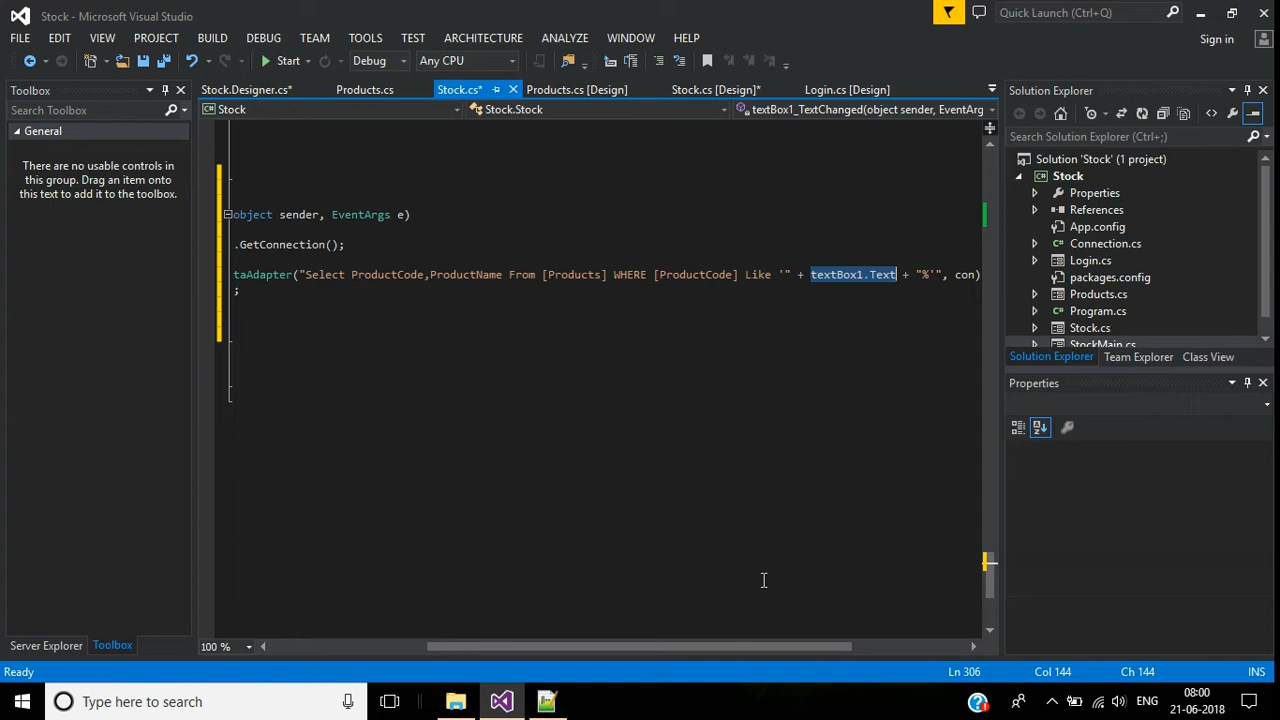 Stock - Microsoft Visual Studio
Quick Launch (Ctrl+Q)
FILE EDIT VIEW PROJECT BUILD DEBUG TEAM TOOLS TEST ARCHITECTURE ANALYZE WINDOW HELP
Sign in
Start Debug Any CPU
Toolbox
Stock.Designer.cs* Products.cs Stock.cs* Products.cs [Design] Stock.cs [Design]* Login.cs [Design]
Solution Explorer
Search Toolbox
Stock Stock.Stock textBox1_TextChanged(object sender, EventArg
General
There are no usable controls in
this group. Drag an item onto
this text to add it to the toolbox.
object sender, EventArgs e)
.GetConnection();
taAdapter("Select ProductCode,ProductName From [Products] WHERE [ProductCode] Like '" + textBox1.Text + "%'", con)
;
Search Solution Explorer (Ctrl+;)
Solution 'Stock' (1 project)
Stock
Properties
References
App.config
Connection.cs
Login.cs
packages.config
Products.cs
Program.cs
Stock.cs
StockMain.cs
Solution Explorer Team Explorer Class View
Properties
Server Explorer Toolbox
100 %
Ready
Ln 306 Col 144 Ch 144 INS
Type here to search
ENG
08:00
21-06-2018